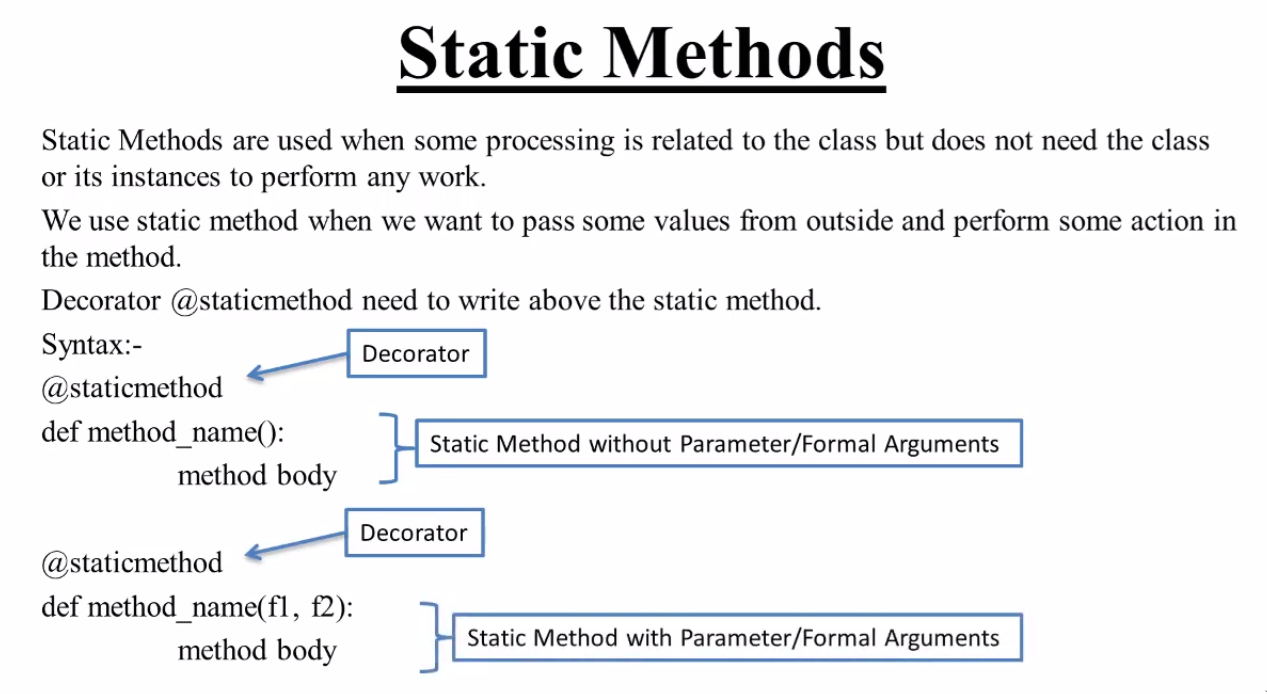 Static Methods
Static Methods are used when some processing is related to the class but does not need the class
or its instances to perform any work.
We use static method when we want to pass some values from outside and perform some action in
the method.
Decorator @staticmethod need to write above the static method.
Syntax:-
Decorator
@staticmethod
def method_name():
Static Method without Parameter/Formal Arguments
method body
Decorator
@staticmethod
def method_name(f1, f2):
Static Method with Parameter/Formal Arguments
method body